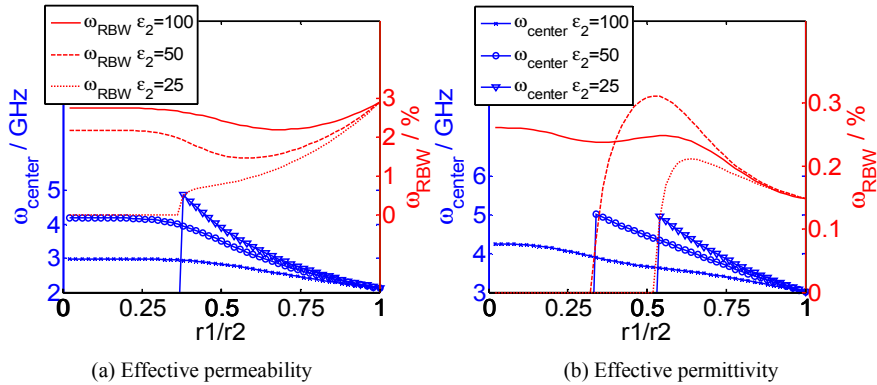 ω_RBW ε_2=100
ω_RBW ε_2=50
ω_RBW ε_2=25
ω_center / GHz
5
4
3
2
3
2
1
0
ω_RBW / %
0 0.25 0.5 0.75 1
r1/r2
(a) Effective permeability
ω_center ε_2=100
ω_center ε_2=50
ω_center ε_2=25
ω_center / GHz
6
5
4
3
0.3
0.2
0.1
0
ω_RBW / %
0 0.25 0.5 0.75 1
r1/r2
(b) Effective permittivity